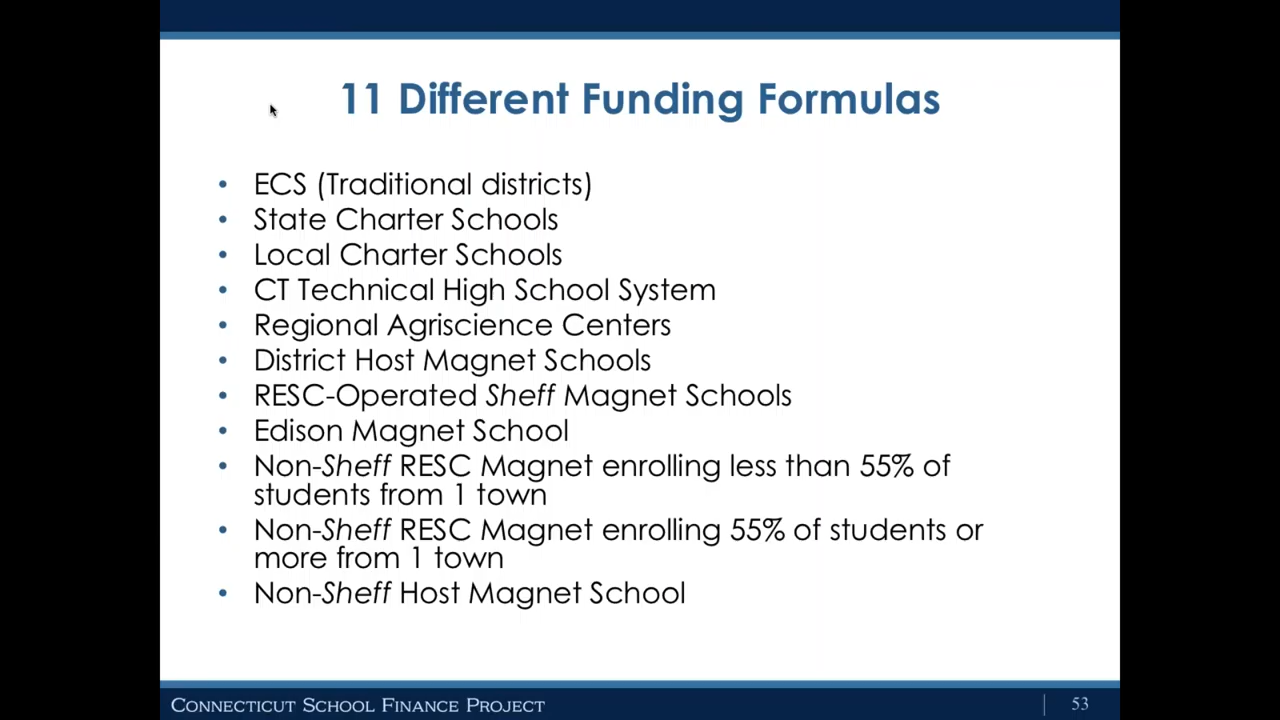 11 Different Funding Formulas
• ECS (Traditional districts)
• State Charter Schools
• Local Charter Schools
• CT Technical High School System
• Regional Agriscience Centers
• District Host Magnet Schools
• RESC-Operated Sheff Magnet Schools
• Edison Magnet School
• Non-Sheff RESC Magnet enrolling less than 55% of
students from 1 town
• Non-Sheff RESC Magnet enrolling 55% of students or
more from 1 town
• Non-Sheff Host Magnet School
CONNECTICUT SCHOOL FINANCE PROJECT
53